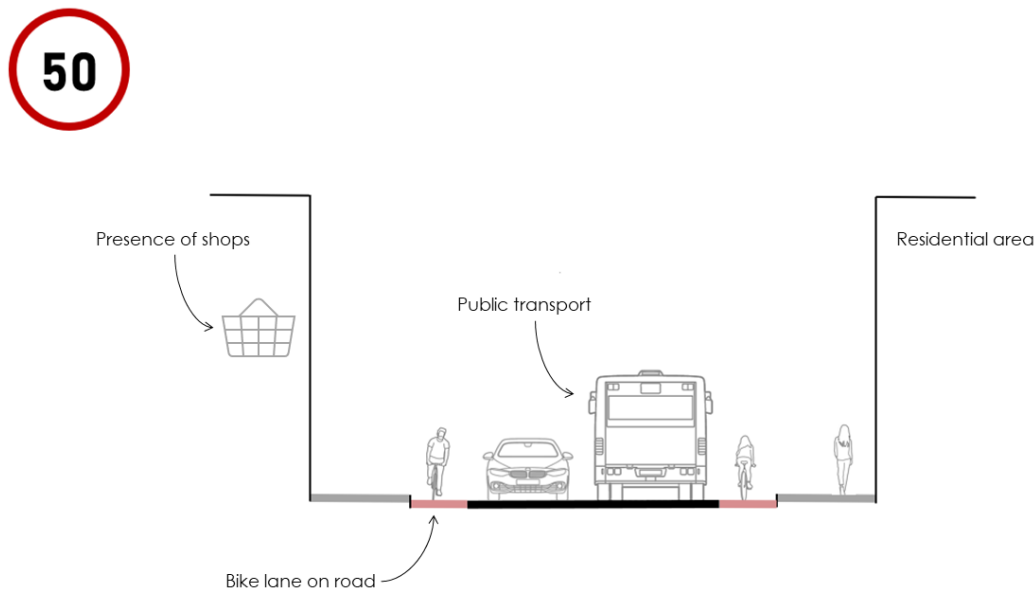 50
Presence of shops
Residential area
Public transport
Bike lane on road